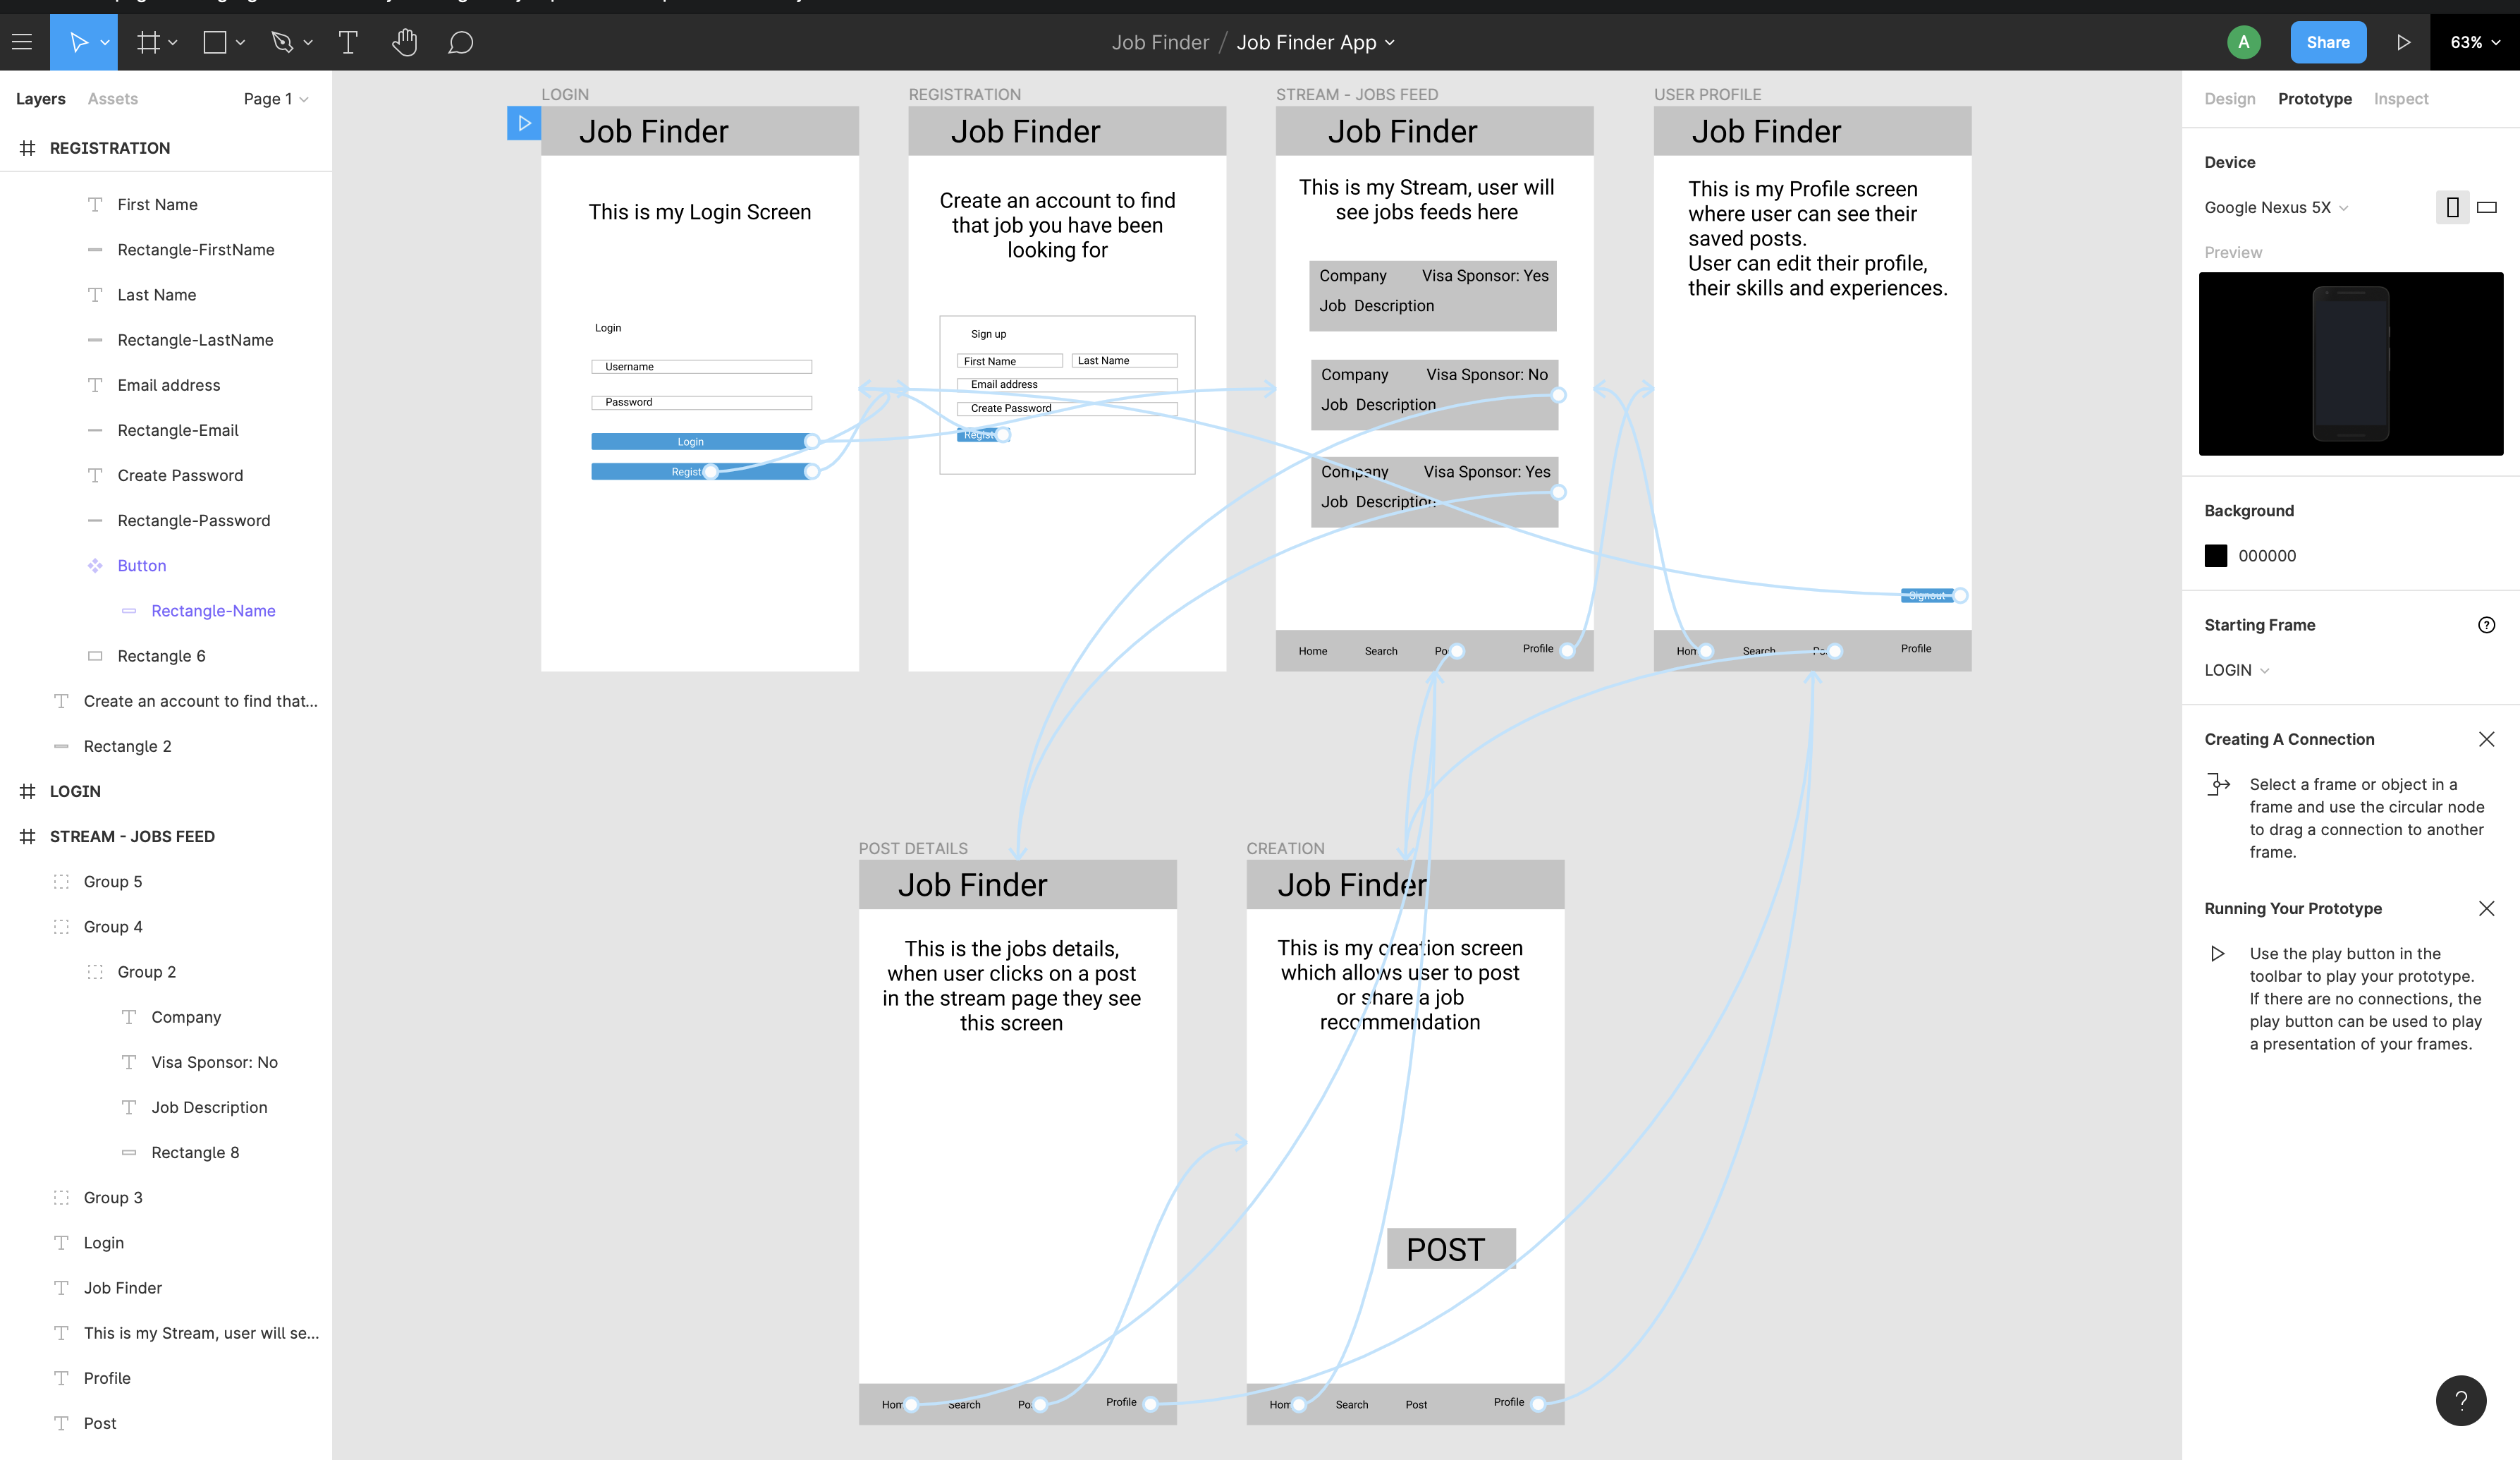 Job Finder / Job Finder App
A
Share
63%
Layers
Assets
Page 1
REGISTRATION
First Name
Rectangle-FirstName
Last Name
Rectangle-LastName
Email address
Rectangle-Email
Create Password
Rectangle-Password
Button
Rectangle-Name
Rectangle 6
Create an account to find that...
Rectangle 2
LOGIN
STREAM - JOBS FEED
Group 5
Group 4
Group 2
Company
Visa Sponsor: No
Job Description
Rectangle 8
Group 3
Login
Job Finder
This is my Stream, user will se...
Profile
Post
LOGIN
Job Finder
This is my Login Screen
Login
Username
Password
Login
Regist
REGISTRATION
Job Finder
Create an account to find
that job you have been
looking for
Sign up
First Name
Last Name
Email address
Create Password
Regist
STREAM - JOBS FEED
Job Finder
This is my Stream, user will
see jobs feeds here
Company
Visa Sponsor: Yes
Job Description
Company
Visa Sponsor: No
Job Description
Company
Visa Sponsor: Yes
Job Description
Home
Search
Po
Profile
USER PROFILE
Job Finder
This is my Profile screen
where user can see their
saved posts.
User can edit their profile,
their skills and experiences.
Signout
Hom
Search
Po
Profile
POST DETAILS
Job Finder
This is the jobs details,
when user clicks on a post
in the stream page they see
this screen
Hom
Search
Po
Profile
CREATION
Job Finder
This is my creation screen
which allows user to post
or share a job
recommendation
POST
Hom
Search
Post
Profile
Design
Prototype
Inspect
Device
Google Nexus 5X
Preview
Background
000000
Starting Frame
?
LOGIN
Creating A Connection
Select a frame or object in a
frame and use the circular node
to drag a connection to another
frame.
Running Your Prototype
Use the play button in the
toolbar to play your prototype.
If there are no connections, the
play button can be used to play
a presentation of your frames.
?